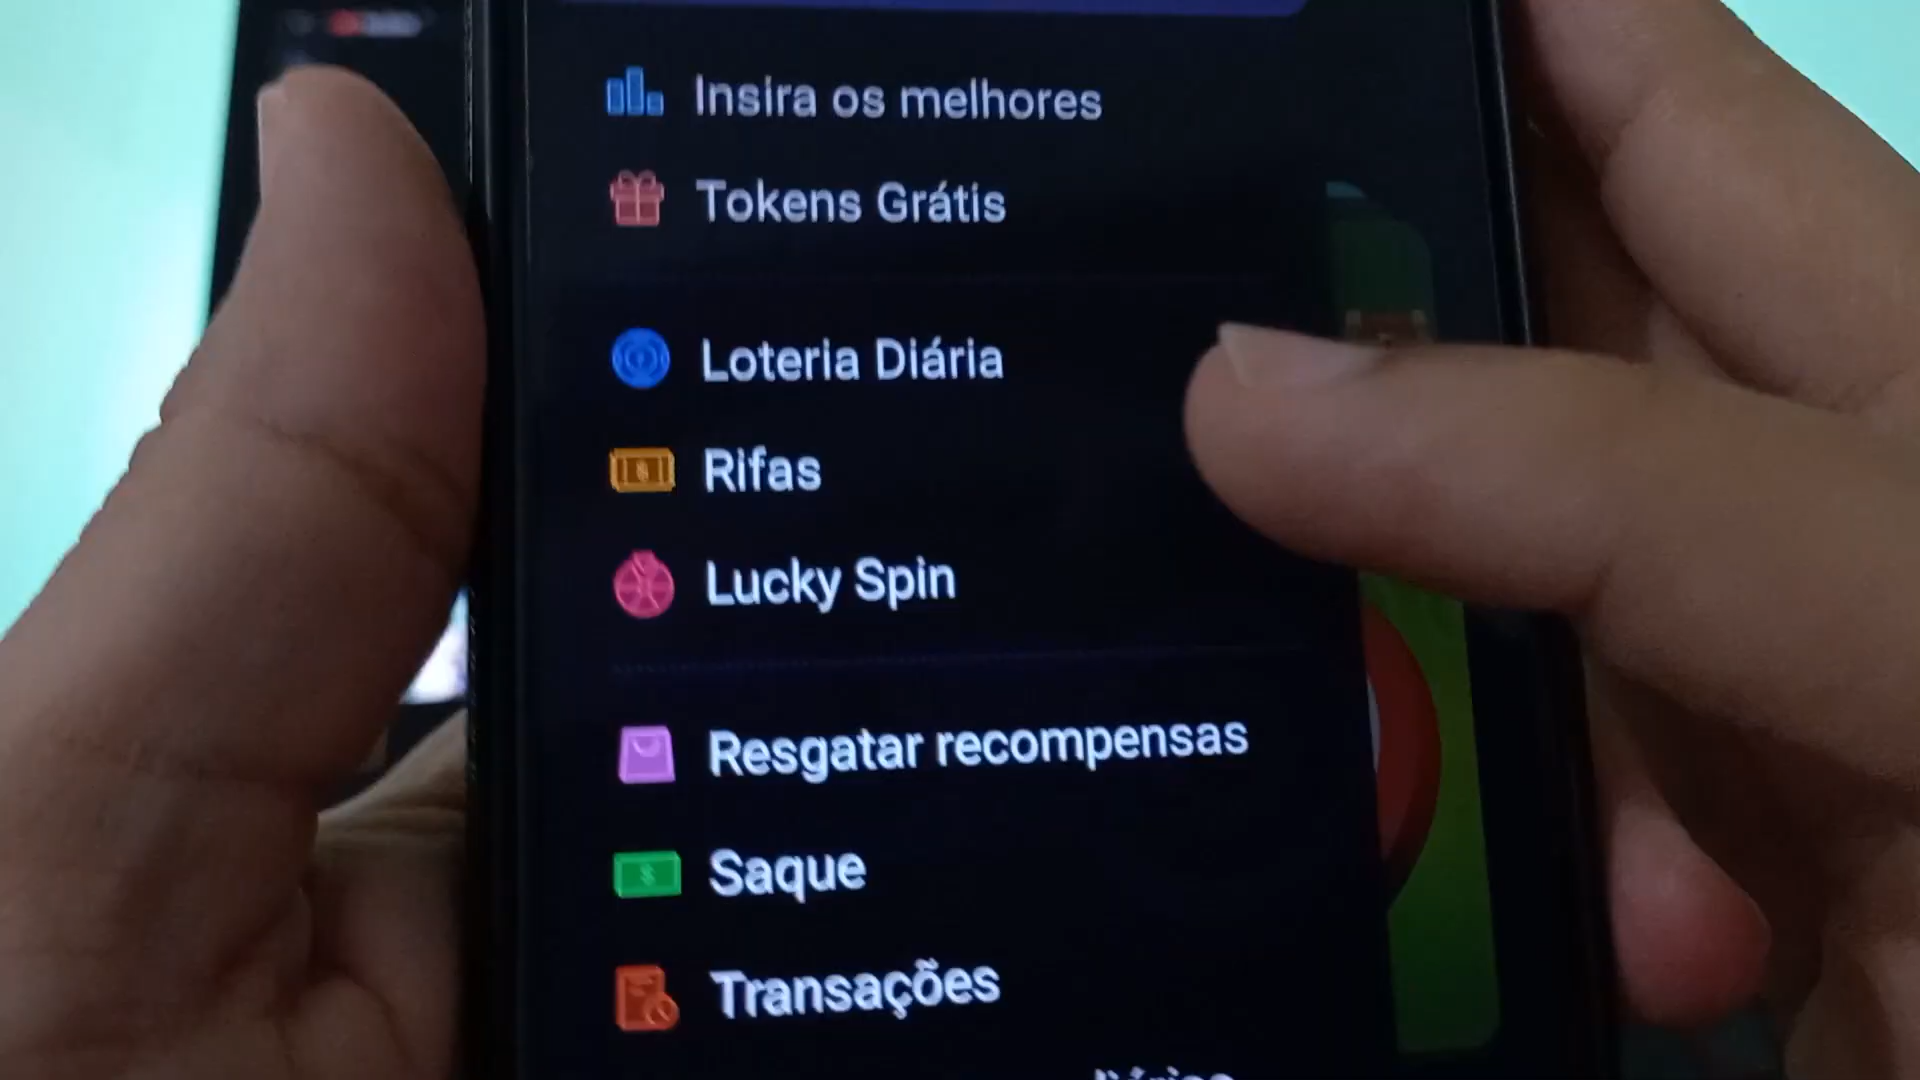 Insira os melhores
Tokens Grátis
Loteria Diária
Rifas
Lucky Spin
Resgatar recompensas
Saque
Transações